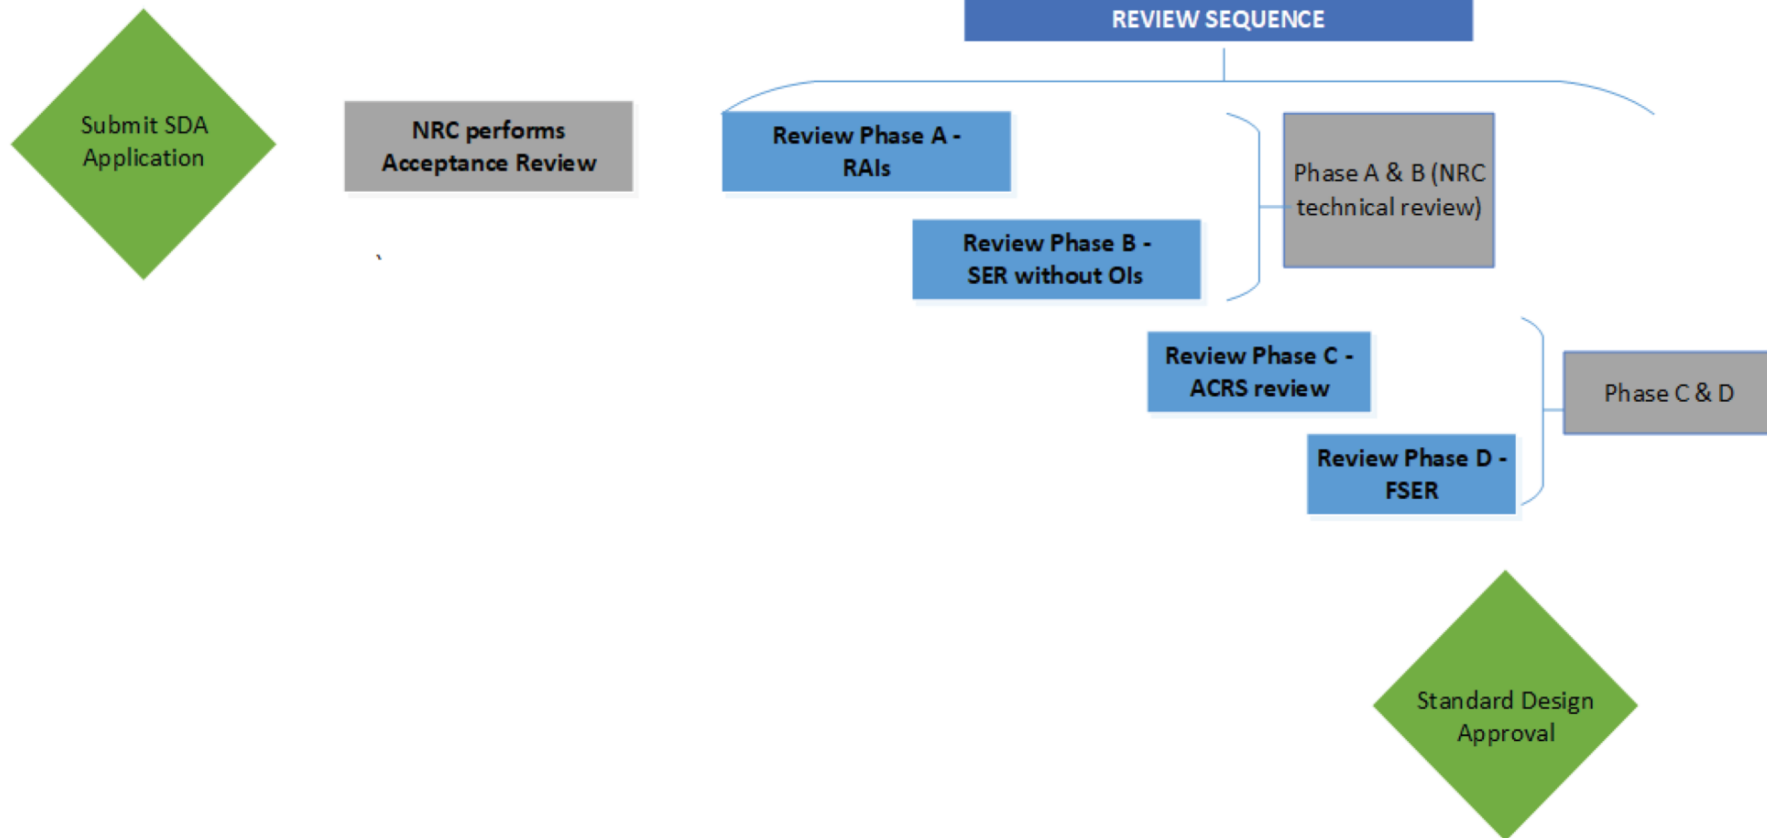 REVIEW SEQUENCE
Submit SDA
Application
NRC performs
Acceptance Review
Review Phase A -
RAIs
Phase A & B (NRC
technical review)
Review Phase B -
SER without OIs
Review Phase C -
ACRS review
Phase C & D
Review Phase D -
FSER
Standard Design
Approval